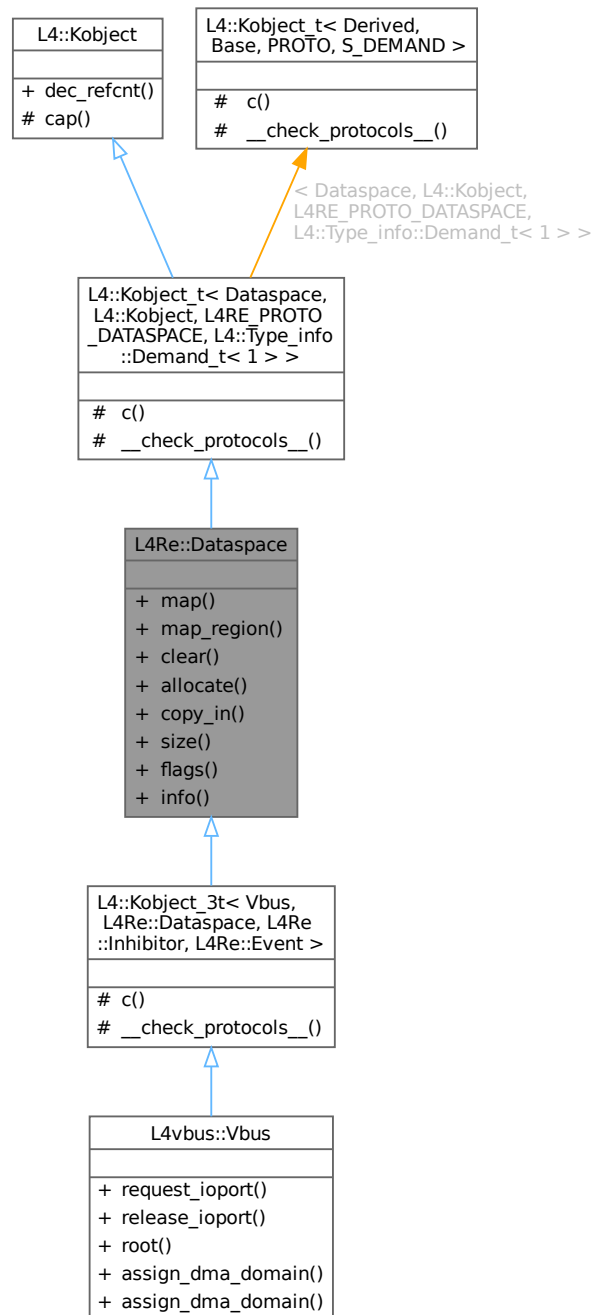 L4::Kobject
+ dec_refcnt()
# cap()
L4::Kobject_t< Derived,
Base, PROTO, S_DEMAND >
# c()
# __check_protocols__()
< Dataspace, L4::Kobject,
L4RE_PROTO_DATASPACE,
L4::Type_info::Demand_t< 1 > >
L4::Kobject_t< Dataspace,
L4::Kobject, L4RE_PROTO
_DATASPACE, L4::Type_info
::Demand_t< 1 > >
# c()
# __check_protocols__()
L4Re::Dataspace
+ map()
+ map_region()
+ clear()
+ allocate()
+ copy_in()
+ size()
+ flags()
+ info()
L4::Kobject_3t< Vbus,
L4Re::Dataspace, L4Re
::Inhibitor, L4Re::Event >
# c()
# __check_protocols__()
L4vbus::Vbus
+ request_ioport()
+ release_ioport()
+ root()
+ assign_dma_domain()
+ assign_dma_domain()